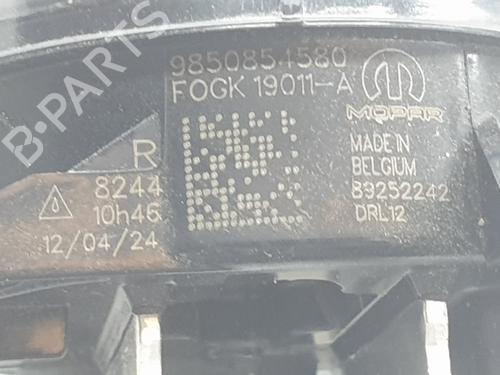 9850854580
FOGK 19011-A
MOPAR
R
MADE IN
BELGIUM
8244
89252242
10h46
DRL12
12/04/24
B-PARTS